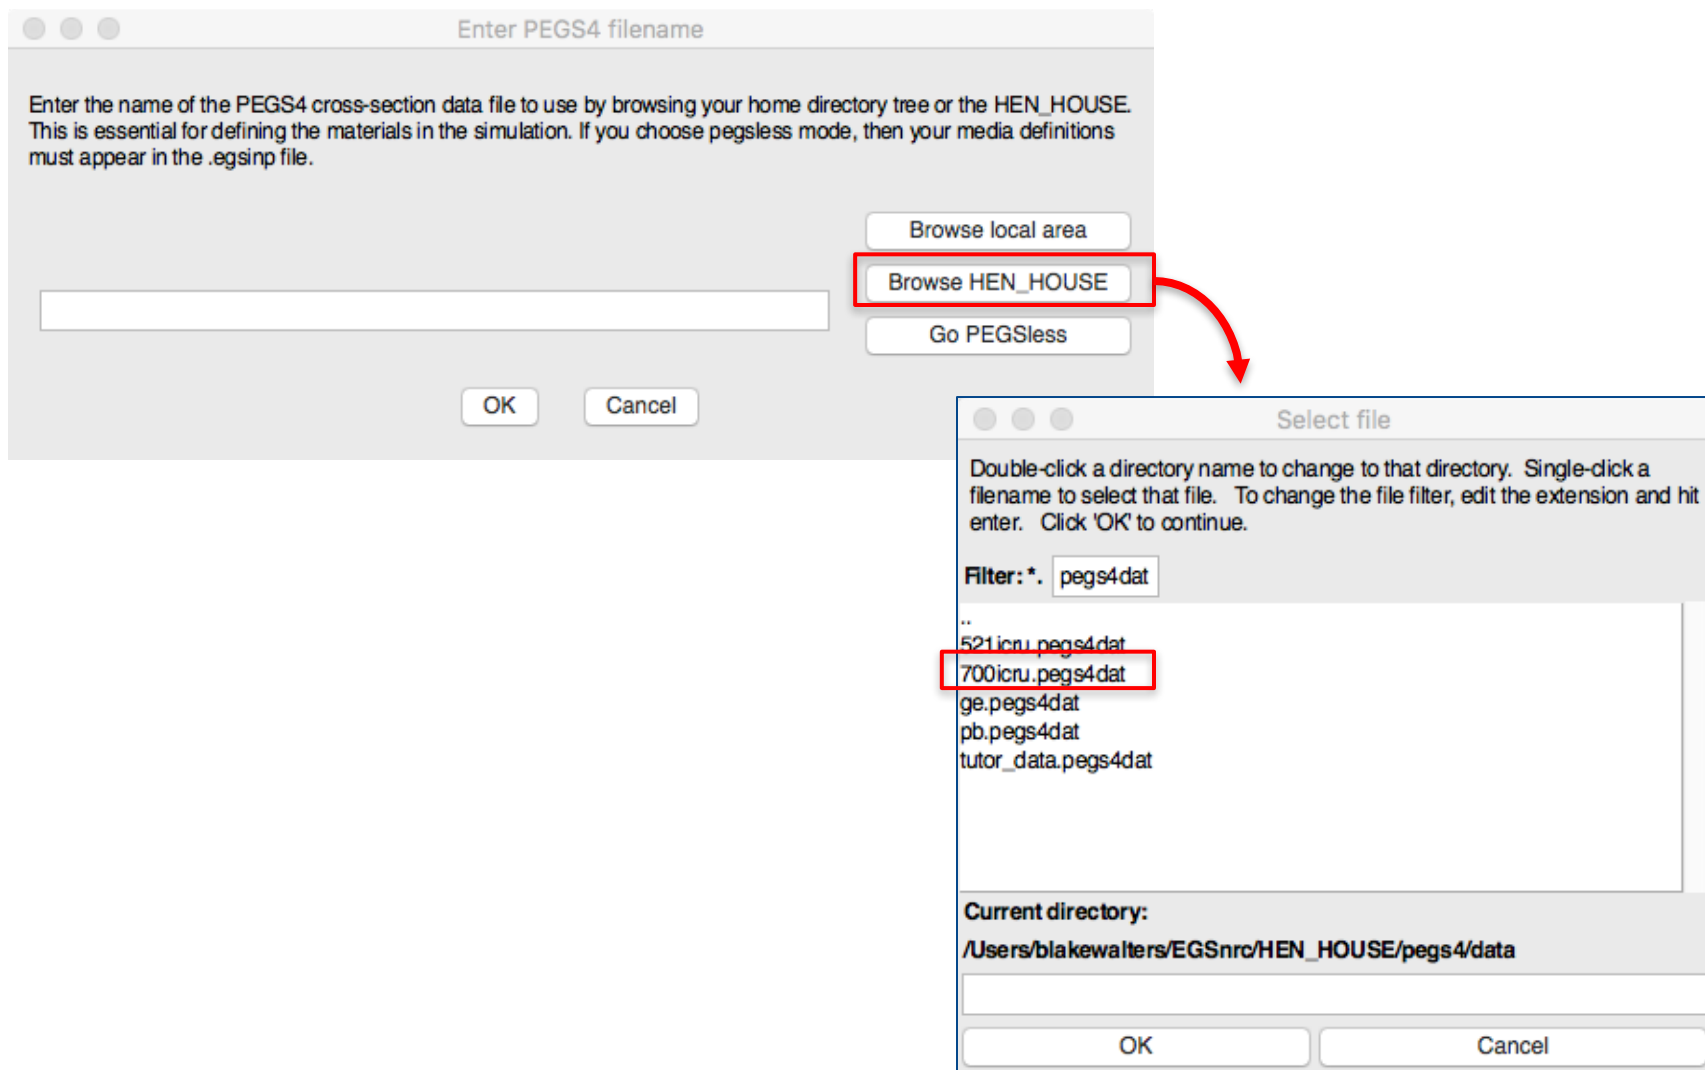 Enter PEGS4 filename
Enter the name of the PEGS4 cross-section data file to use by browsing your home directory tree or the HEN_HOUSE.
This is essential for defining the materials in the simulation. If you choose pegsless mode, then your media definitions
must appear in the .egsinp file.
Browse local area
Browse HEN_HOUSE
Go PEGSless
OK
Cancel
Select file
Double-click a directory name to change to that directory. Single-click a
filename to select that file. To change the file filter, edit the extension and hit
enter. Click 'OK' to continue.
Filter: *. pegs4dat
..
521icru.pegs4dat
700icru.pegs4dat
ge.pegs4dat
pb.pegs4dat
tutor_data.pegs4dat
Current directory:
/Users/blakewalters/EGSnrc/HEN_HOUSE/pegs4/data
OK
Cancel